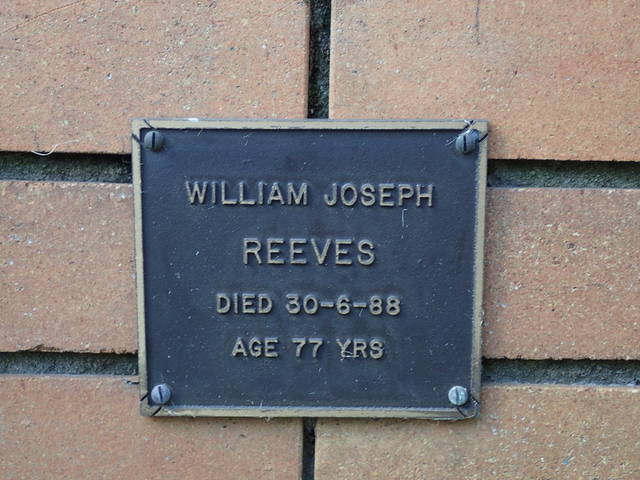 WILLIAM JOSEPH
REEVES
DIED 30-6-88
AGE 77 YRS